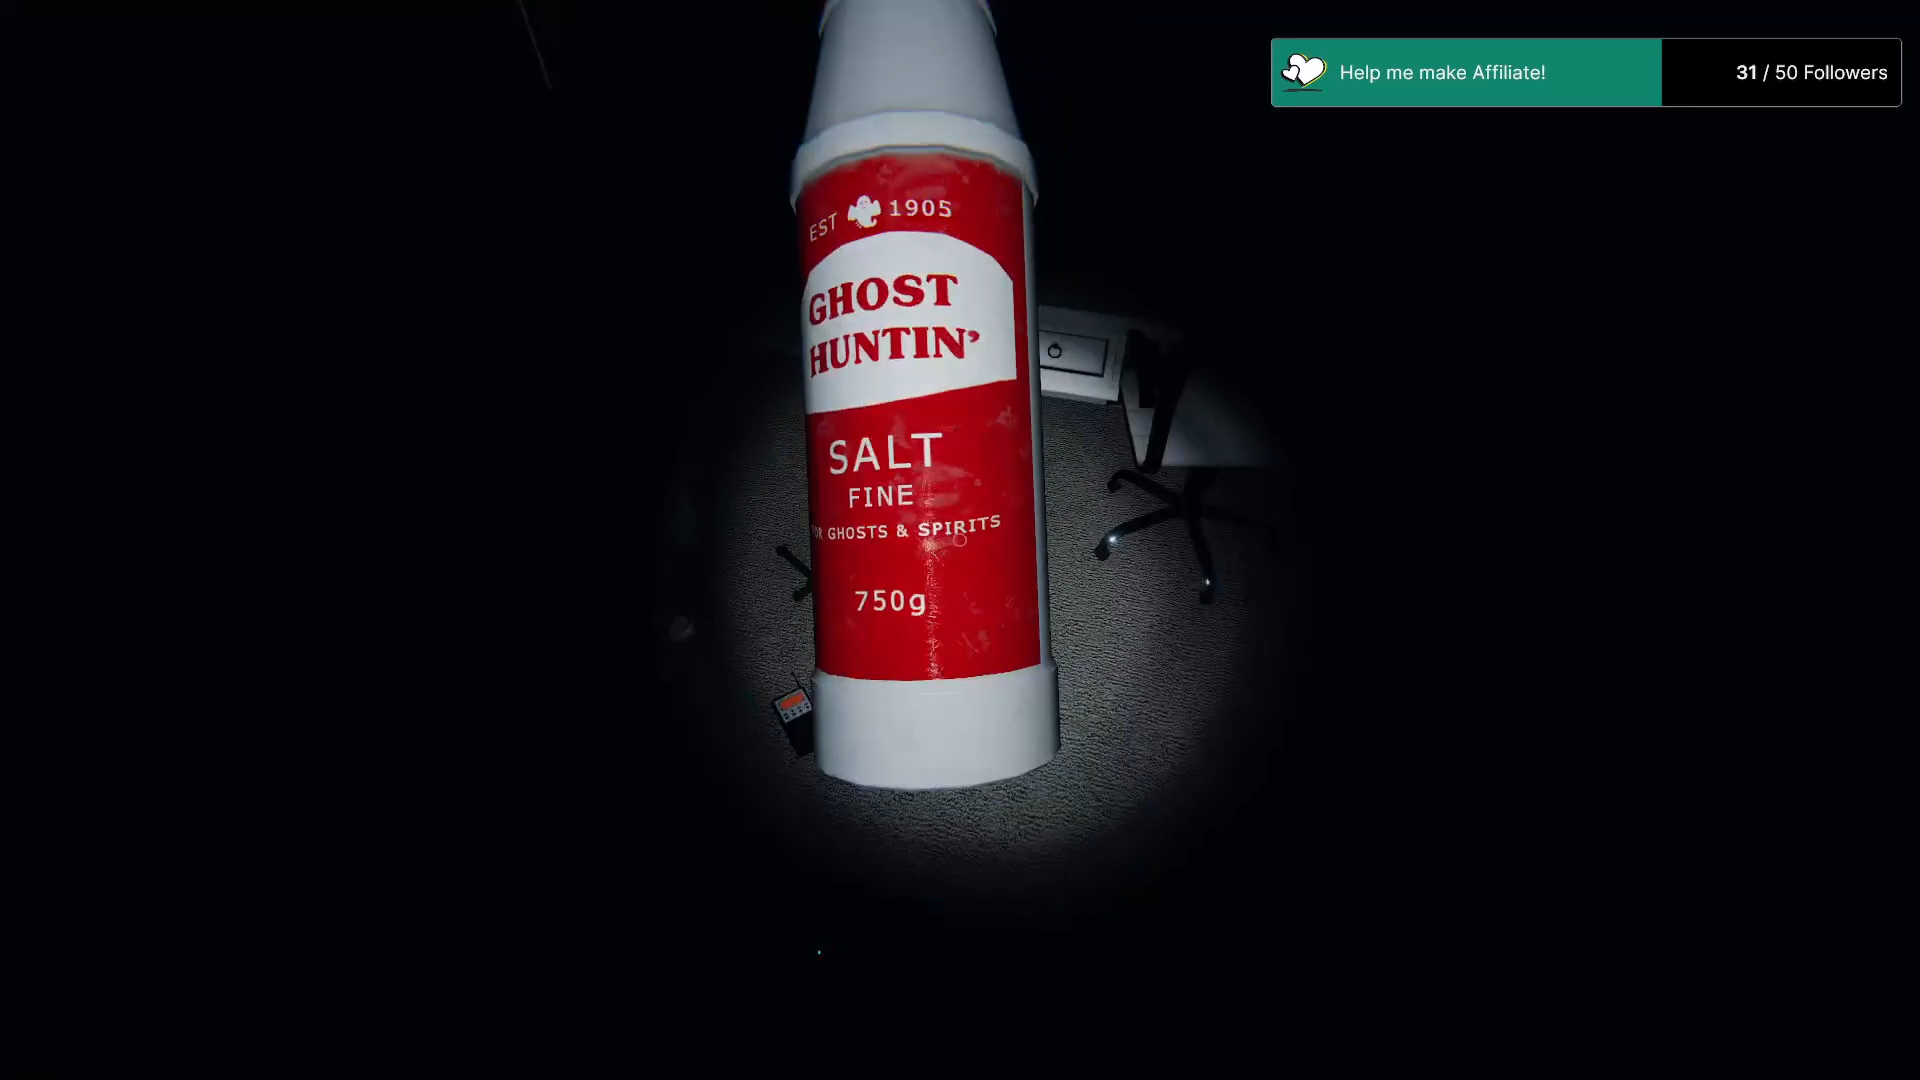 Help me make Affiliate!
31 / 50 Followers
EST 1905
GHOST
HUNTIN’
SALT
FINE
GHOSTS & SPIRITS
750g